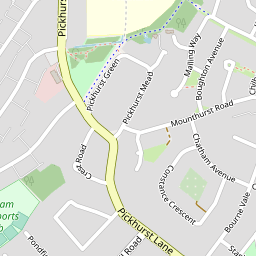 Pickhurst
Pickhurst Green
Pickhurst Mead
Malling Way
Boughton Avenue
Mounthurst Road
Chatham Avenue
Constance Crescent
Crest Road
Pickhurst Lane
Bourne Vale
Road